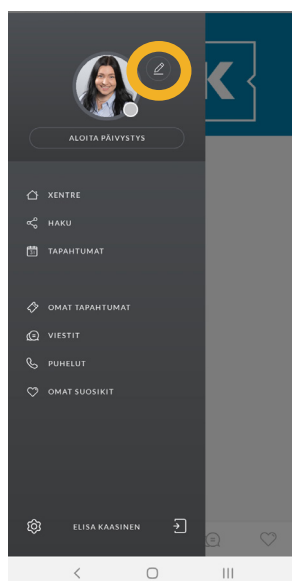 K
ALOITA PÄIVYSTYS
XENTRE
HAKU
TAPAHTUMAT
OMAT TAPAHTUMAT
VIESTIT
PUHELUT
OMAT SUOSIKIT
ELISA KAASINEN